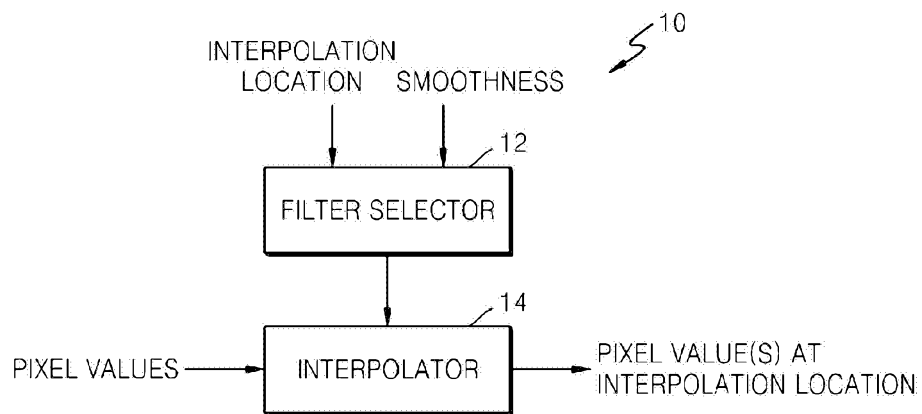 10
INTERPOLATION
LOCATION SMOOTHNESS
12
FILTER SELECTOR
14
PIXEL VALUES
INTERPOLATOR
PIXEL VALUE(S) AT
INTERPOLATION LOCATION